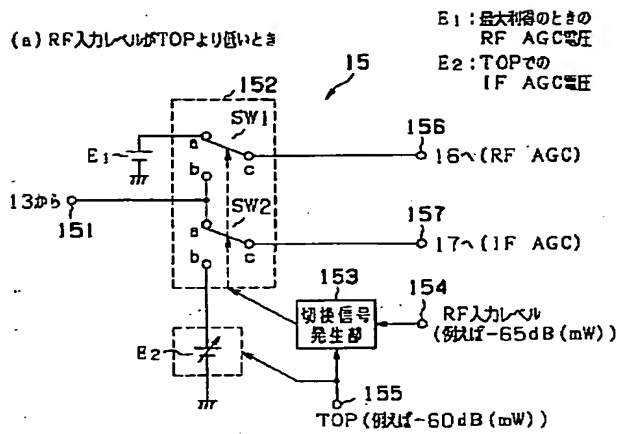 E₁:最大利得のときの
RF AGC電圧
(a) RF入力レベルがTOPより低いとき
E2:TOPでの
IF AGC電圧
15
152
SW1
156
a
E₁
c
16へ(RF AGC)
b
13から
151
SW2
157
a
c
17へ(IF AGC)
b
153
154
切換信号
発生部
RF入力レベル
(例えば-65dB(mW))
E2
155
TOP(例えば-60dB(mW))